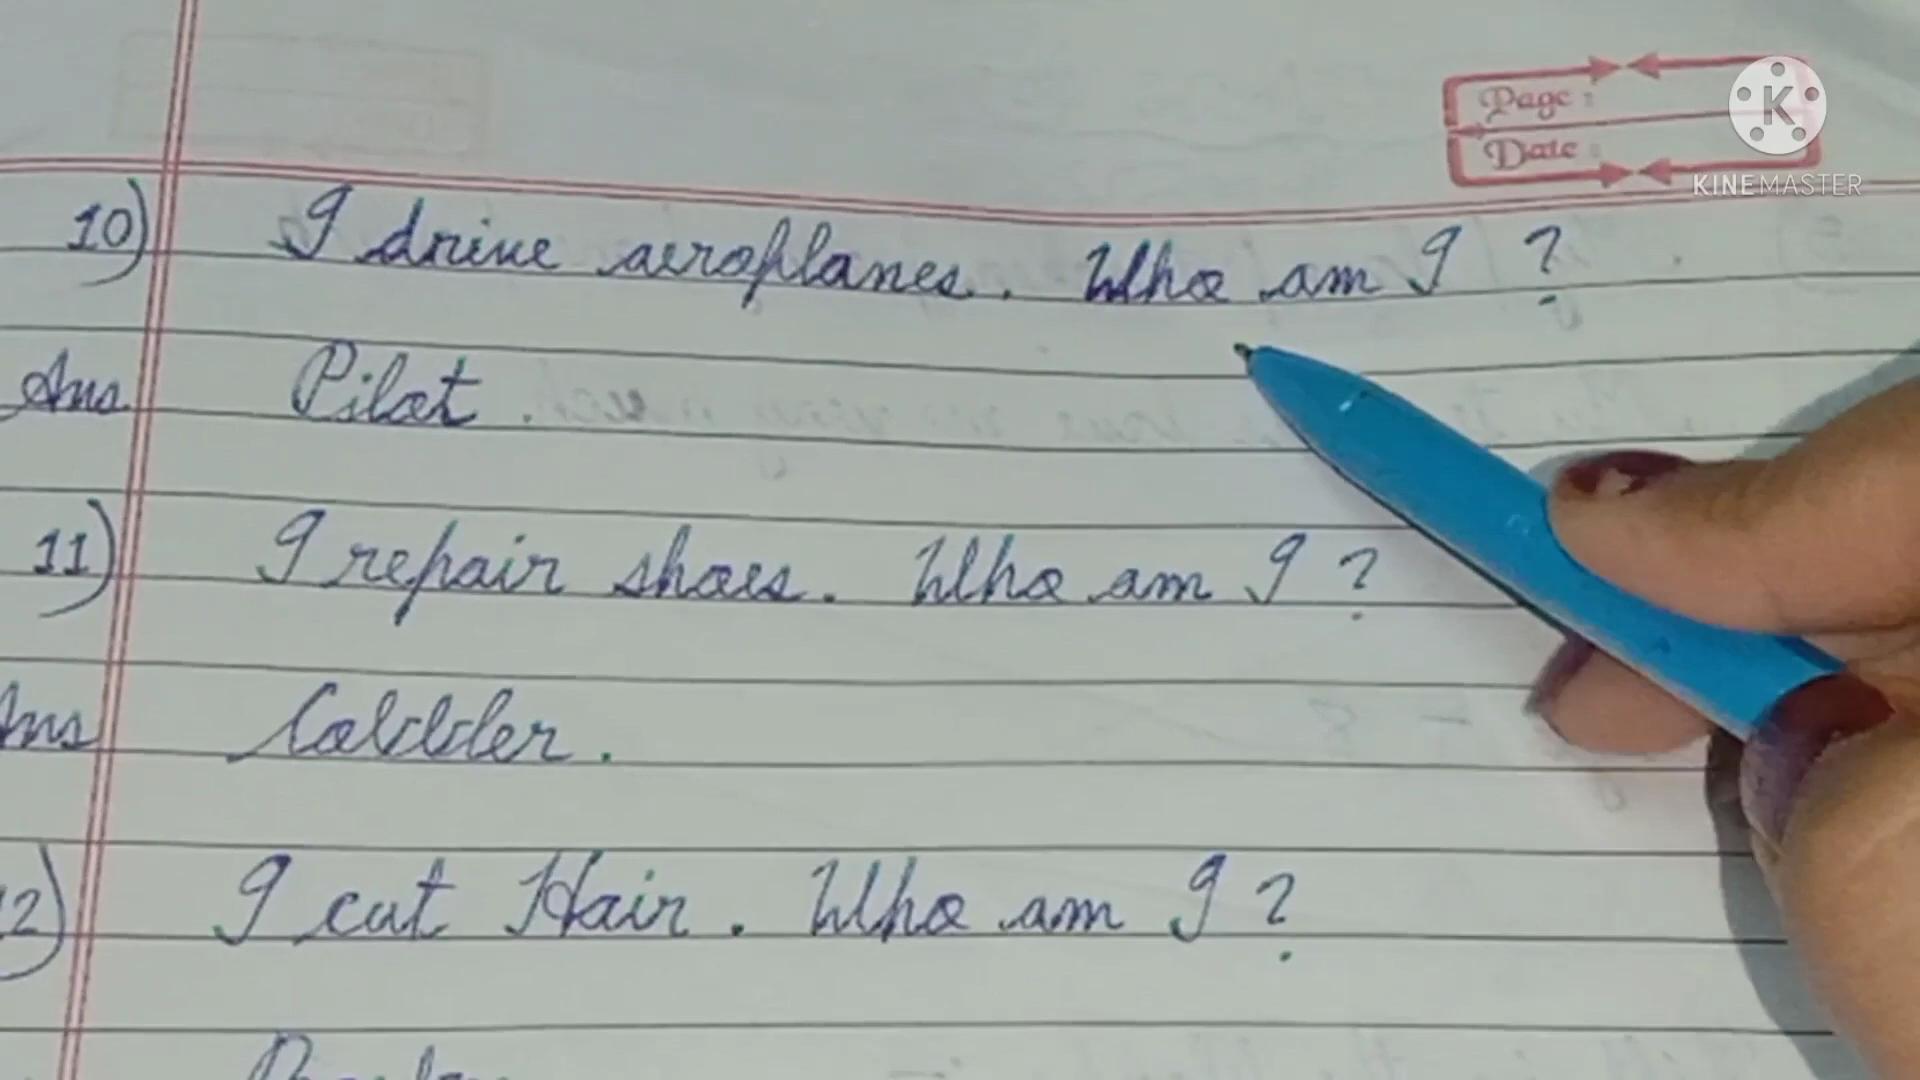 Page :
Date :
KINEMASTER
10) I drive aeroplanes. Who am I ?
Ans Pilot.
11) I repair shoes. Who am I ?
Ans Cobbler.
12) I cut Hair. Who am I ?